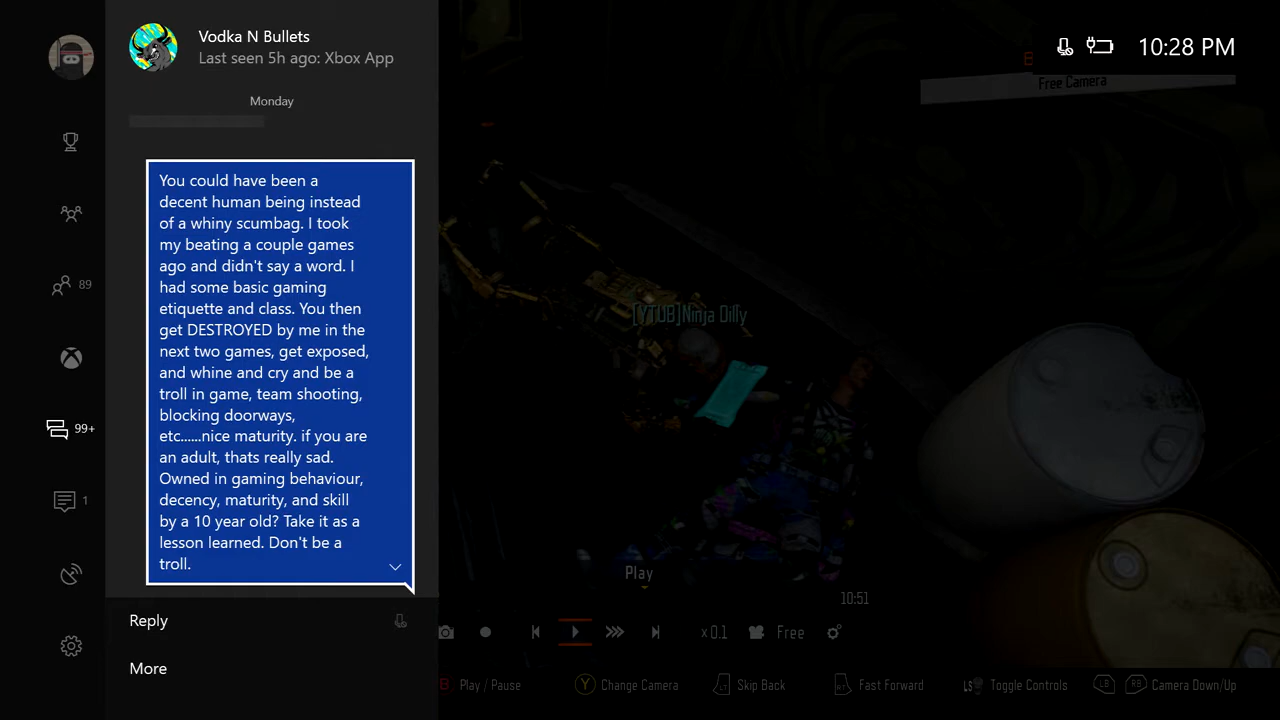 Vodka N Bullets
Last seen 5h ago: Xbox App
10:28 PM
Monday
B
Free Camera
You could have been a
decent human being instead
of a whiny scumbag. I took
my beating a couple games
ago and didn't say a word. I
had some basic gaming
etiquette and class. You then
get DESTROYED by me in the
next two games, get exposed,
and whine and cry and be a
troll in game, team shooting,
blocking doorways,
etc......nice maturity. if you are
an adult, thats really sad.
Owned in gaming behaviour,
decency, maturity, and skill
by a 10 year old? Take it as a
lesson learned. Don't be a
troll.
89
99+
1
[YTUB]Ninja Dilly
Play
10:51
x0.1
Free
Reply
More
B Play / Pause
Y Change Camera
LT Skip Back
RT Fast Forward
LS Toggle Controls
LB RB Camera Down/Up